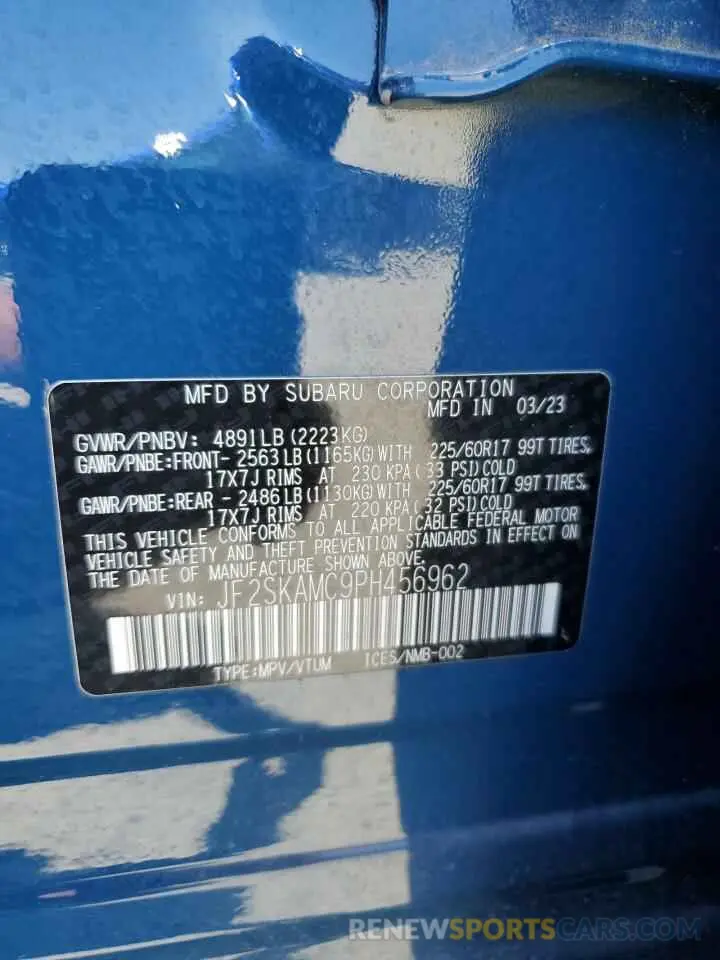 MFD BY SUBARU CORPORATION
MFD IN 03/23
GVWR/PNBV: 4891LB(2223KG)
GAWR/PNBE:FRONT- 2563LB(1165KG)WITH 225/60R17 99T TIRES,
17X7J RIMS AT 230 KPA(33 PSI)COLD
GAWR/PNBE:REAR - 2486LB(1130KG)WITH 225/60R17 99T TIRES,
17X7J RIMS AT 220 KPA(32 PSI)COLD
THIS VEHICLE CONFORMS TO ALL APPLICABLE FEDERAL MOTOR
VEHICLE SAFETY AND THEFT PREVENTION STANDARDS IN EFFECT ON
THE DATE OF MANUFACTURE SHOWN ABOVE.
VIN: JF2SKAMC9PH456962
TYPE:MPV/VTUM ICES/NMB-002
RENEWSPORTSCARS.COM